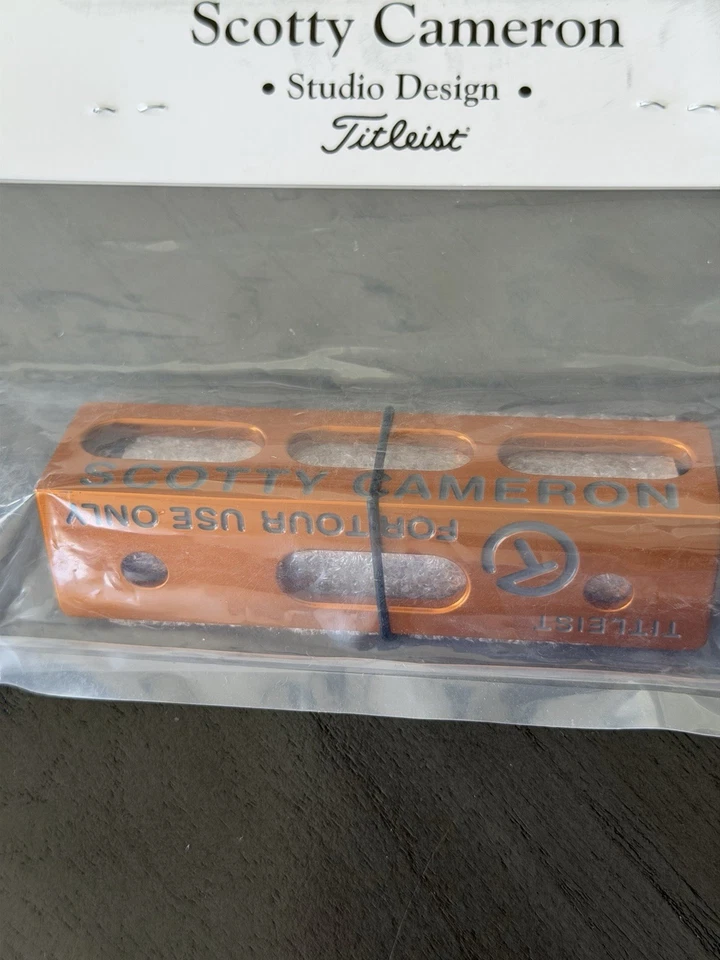 Scotty Cameron
• Studio Design •
Titleist
SCOTTY CAMERON
FOR TOUR USE ONLY
TITLEIST